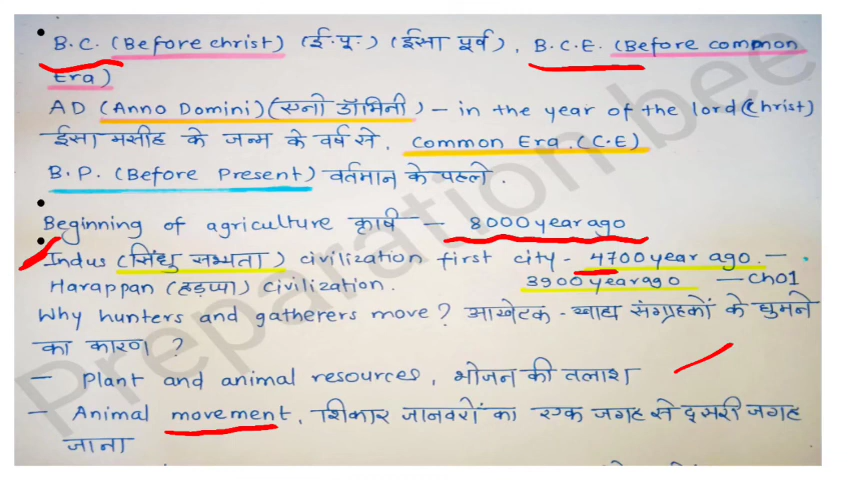 • B.C. (Before christ) (ई.पू.) (ईसा पूर्व), B.C.E. (Before common
Era)
AD (Anno Domini) (एनो डॉमिनी) – in the year of the lord (Christ)
ईसा मसीह के जन्म के वर्ष से, Common Era. (C.E)
B.P. (Before Present) वर्तमान के पहले.
• Beginning of agriculture कृषि – 8000 year ago
• Indus (सिंधु सभ्यता) civilization first city - 4700 year ago. –
Harappan (हड़प्पा) civilization. 3900 year ago – Ch01
Why hunters and gatherers move? आखेटक - खाद्य संग्राहकों के घुमने
का कारण ?
– Plant and animal resources, भोजन की तलाश
– Animal movement, शिकार जानवरों का एक जगह से दूसरी जगह
जाना
Preparation bee